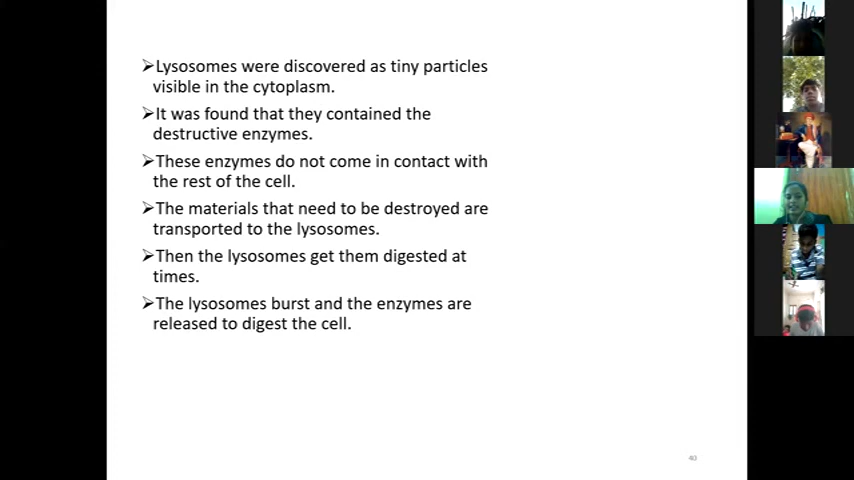 ➢Lysosomes were discovered as tiny particles
visible in the cytoplasm.
➢It was found that they contained the
destructive enzymes.
➢These enzymes do not come in contact with
the rest of the cell.
➢The materials that need to be destroyed are
transported to the lysosomes.
➢Then the lysosomes get them digested at
times.
➢The lysosomes burst and the enzymes are
released to digest the cell.
40